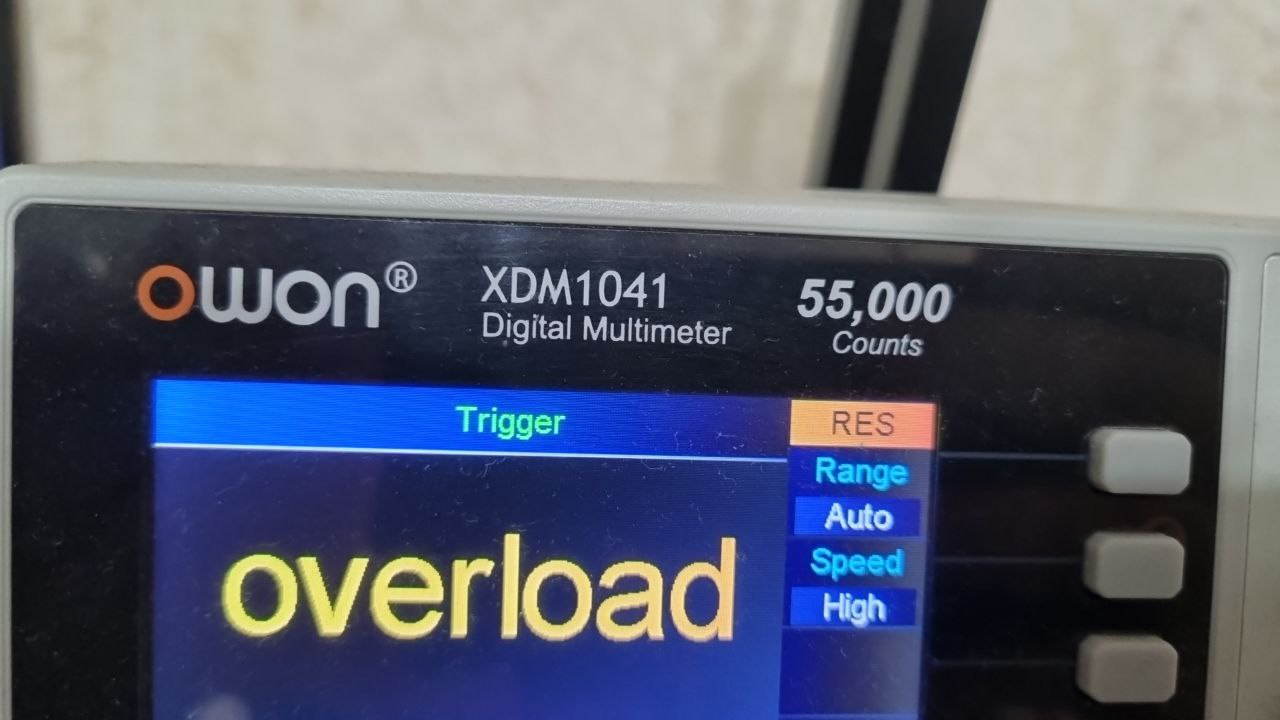 owon®
XDM1041
Digital Multimeter
55,000
Counts
Trigger
RES
Range
Auto
Speed
High
overload